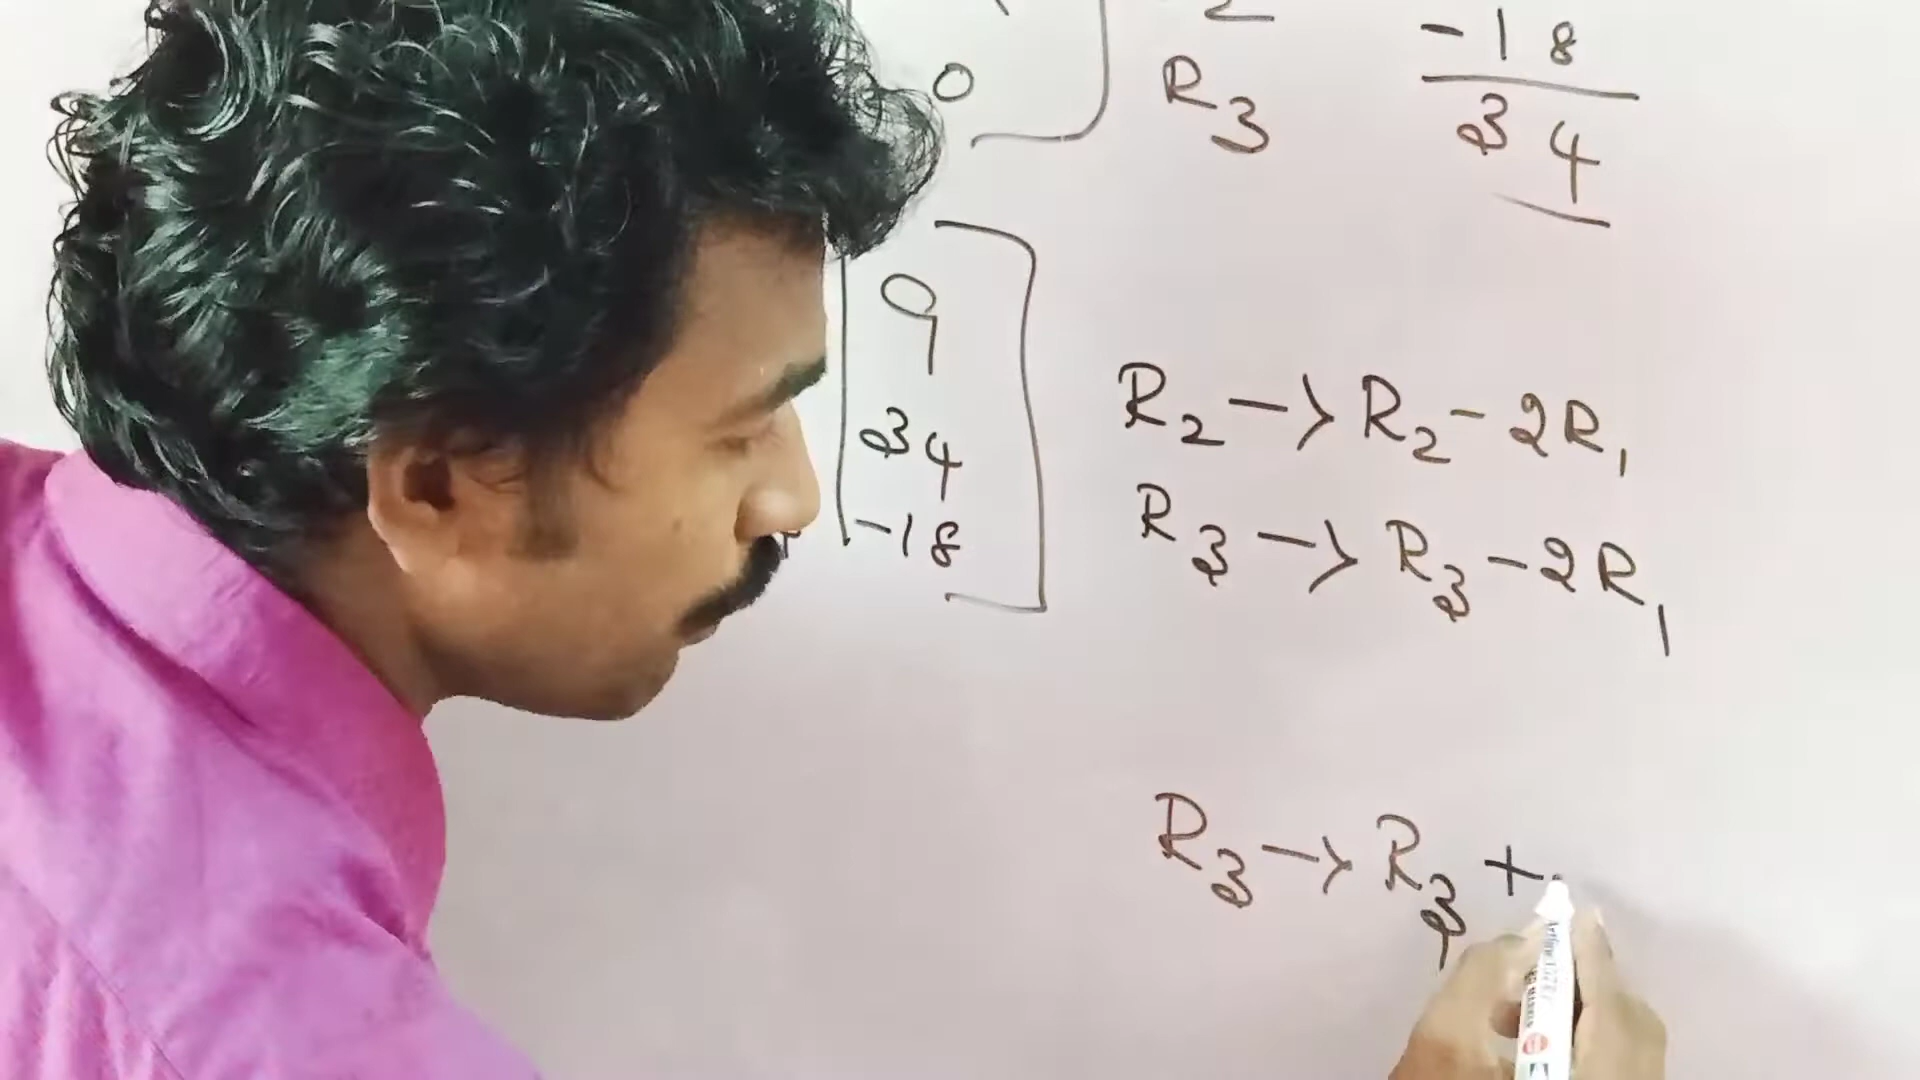 -18
0
R3
34
9
34
-18
R2 -> R2 - 2R1
R3 -> R3 - 2R1
R3 -> R3 +